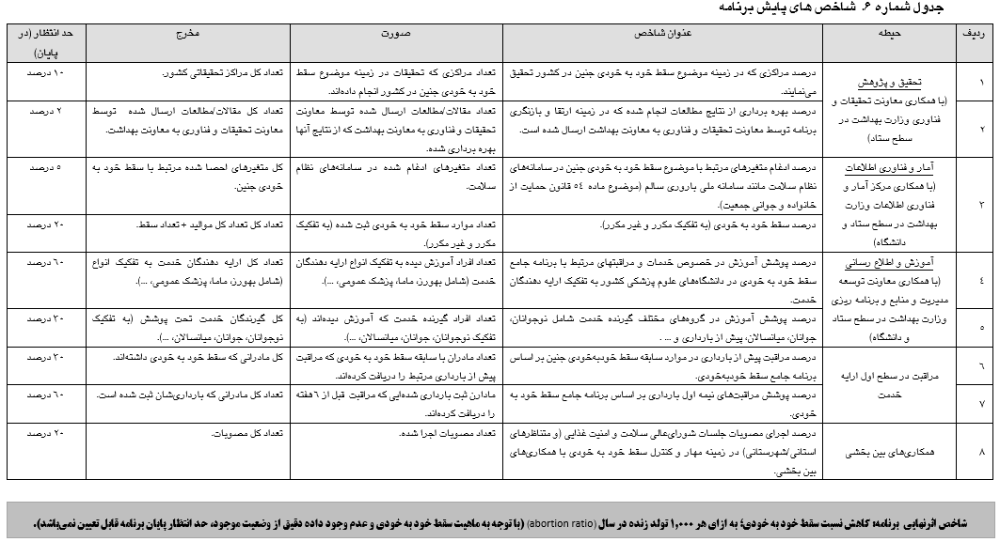 جدول شماره ۶. شاخص های پایش برنامه
ردیف
حیطه
عنوان شاخص
صورت
مخرج
حد انتظار (در
پایان)
۱
تحقیق و پژوهش
(با همکاری معاونت تحقیقات و
فناوری وزارت بهداشت در
سطح ستاد)
درصد مراکزی که در زمینه موضوع سقط خود به خودی جنین در کشور تحقیق
می‌نمایند.
تعداد مراکزی که تحقیقات در زمینه موضوع سقط
خود به خودی جنین در کشور انجام داده‌اند.
تعداد کل مراکز تحقیقاتی کشور.
۱۰ درصد
۲
درصد بهره برداری از نتایج مطالعات انجام شده که در زمینه ارتقا و بازنگری
برنامه توسط معاونت تحقیقات و فناوری به معاونت بهداشت ارسال شده است.
تعداد مقالات/مطالعات ارسال شده توسط معاونت
تحقیقات و فناوری به معاونت بهداشت که از نتایج آنها
بهره برداری شده.
تعداد کل مقالات/مطالعات ارسال شده توسط
معاونت تحقیقات و فناوری به معاونت بهداشت.
۲ درصد
۳
آمار و فناوری اطلاعات
(با همکاری مرکز آمار و
فناوری اطلاعات وزارت
بهداشت در سطح ستاد و
دانشگاه)
درصد ادغام متغیرهای مرتبط با موضوع سقط خود به خودی جنین در سامانه‌های
نظام سلامت مانند سامانه ملی باروری سالم (موضوع ماده ٥٤ قانون حمایت از
خانواده و جوانی جمعیت).
تعداد متغیرهای ادغام شده در سامانه‌های نظام
سلامت.
کل متغیرهای احصا شده مرتبط با سقط خود به
خودی جنین.
۵ درصد
درصد سقط خود به خودی (به تفکیک مکرر و غیر مکرر).
تعداد موارد سقط خود به خودی ثبت شده (به تفکیک
مکرر و غیر مکرر).
تعداد کل تعداد کل موالید + تعداد سقط.
۲۰ درصد
۴
آموزش و اطلاع رسانی
(با همکاری معاونت توسعه
مدیریت و منابع و برنامه ریزی
وزارت بهداشت در سطح ستاد
و دانشگاه)
درصد پوشش آموزش در خصوص خدمات و مراقبتهای مرتبط با برنامه جامع
سقط خود به خودی در دانشگاه‌های علوم پزشکی کشور به تفکیک ارایه دهندگان
خدمت.
تعداد افراد آموزش دیده به تفکیک انواع ارایه دهندگان
خدمت (شامل بهورز، ماما، پزشک عمومی، ...).
تعداد کل ارایه دهندگان خدمت به تفکیک انواع
(شامل بهورز، ماما، پزشک عمومی، ...).
۶۰ درصد
۵
درصد پوشش آموزش در گروه‌های مختلف گیرنده خدمت شامل نوجوانان،
جوانان، میانسالان، پیش از بارداری و ... .
تعداد افراد گیرنده خدمت که آموزش دیده‌اند (به
تفکیک نوجوانان، جوانان، میانسالان، ...).
کل گیرندگان خدمت تحت پوشش (به تفکیک
نوجوانان، جوانان، میانسالان، ...).
۳۰ درصد
۶
مراقبت در سطح اول ارایه
خدمت
درصد مراقبت پیش از بارداری در موارد سابقه سقط خودبه‌خودی جنین بر اساس
برنامه جامع سقط خودبه‌خودی.
تعداد مادران با سابقه سقط خود به خودی که مراقبت
پیش از بارداری مرتبط را دریافت کرده‌اند.
کل مادرانی که سقط خود به خودی داشته‌اند.
۳۰ درصد
۷
درصد پوشش مراقبت‌های نیمه اول بارداری بر اساس برنامه جامع سقط خود به
خودی.
مادارن ثبت بارداری شده‌ایی که مراقبت قبل از ۶هفته
را دریافت کرده‌اند.
تعداد کل مادرانی که بارداری‌شان ثبت شده است.
۶۰ درصد
۸
همکاری‌های بین بخشی
درصد اجرای مصوبات جلسات شورای‌عالی سلامت و امنیت غذایی (و متناظرهای
استانی/شهرستانی) در زمینه مهار و کنترل سقط خود به خودی با همکاری‌های
بین بخشی.
تعداد مصوبات اجرا شده.
تعداد کل مصوبات.
۲۰ درصد
شاخص اثرنهایی برنامه: کاهش نسبت سقط خود به خودی؛ به ازای هر ۱,۰۰۰ تولد زنده در سال (abortion ratio) (با توجه به ماهیت سقط خود به خودی و عدم وجود داده دقیق از وضعیت موجود، حد انتظار پایان برنامه قابل تعیین نمی‌باشد).